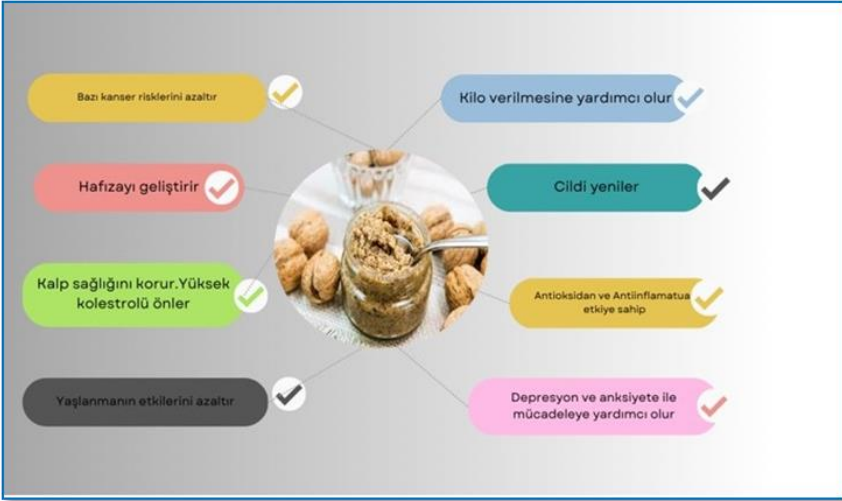 Bazı kanser risklerini azaltır
Hafızayı geliştirir
Kalp sağlığını korur.Yüksek
kolestrolü önler
Yaşlanmanın etkilerini azaltır
Kilo verilmesine yardımcı olur
Cildi yeniler
Antioksidan ve Antiinflamatua
etkiye sahip
Depresyon ve anksiyete ile
mücadeleye yardımcı olur